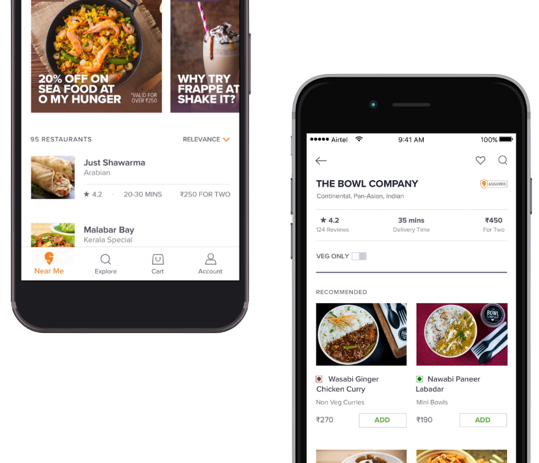 20% OFF ON
SEA FOOD AT
O MY HUNGER
*VALID FOR
OVER ₹250
WHY TRY
FRAPPE AT
SHAKE IT?
95 RESTAURANTS
RELEVANCE
Just Shawarma
Arabian
★ 4.2 · 20-30 MINS · ₹250 FOR TWO
Malabar Bay
Kerala Special
Near Me
Explore
Cart
Account
Airtel
9:41 AM
100%
THE BOWL COMPANY
ASSURED
Continental, Pan-Asian, Indian
★ 4.2
35 mins
₹450
124 Reviews
Delivery Time
For Two
VEG ONLY
RECOMMENDED
BOWL
Wasabi Ginger
Chicken Curry
Non Veg Curries
₹270
ADD
Nawabi Paneer
Labadar
Mini Bowls
₹190
ADD